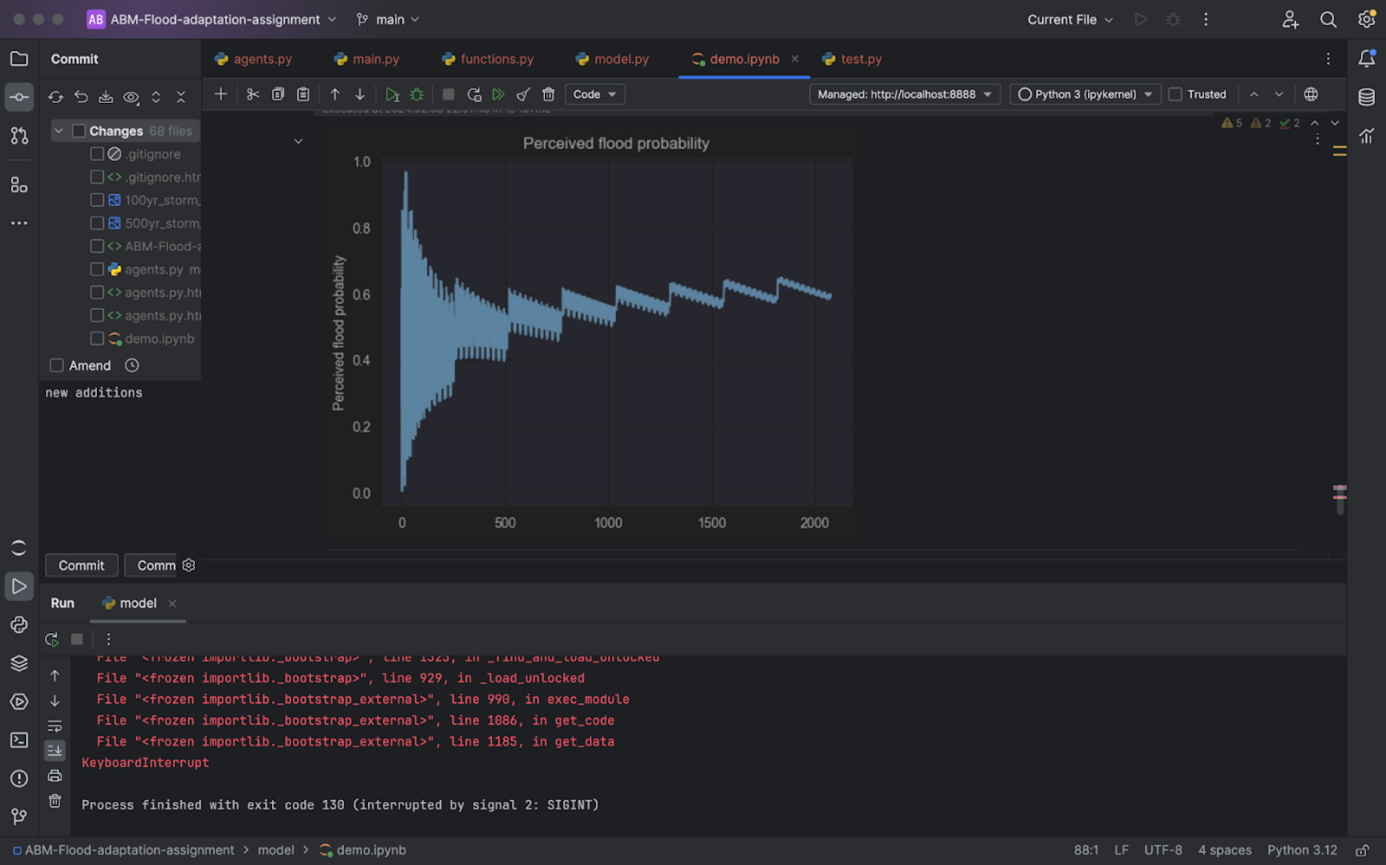 AB ABM-Flood-adaptation-assignment main Current File
Commit agents.py main.py functions.py model.py demo.ipynb test.py
Code Managed: http://localhost:8888 Python 3 (ipykernel) Trusted
5 2 2
Changes 68 files
.gitignore
.gitignore.htm
100yr_storm_
500yr_storm_
ABM-Flood-a
agents.py m
agents.py.htm
agents.py.htm
demo.ipynb
Amend
new additions
Commit Comm
Perceived flood probability
Perceived flood probability
1.0
0.8
0.6
0.4
0.2
0.0
0 500 1000 1500 2000
Run model
File "<frozen importlib._bootstrap>", line 1323, in _find_and_load_unlocked
File "<frozen importlib._bootstrap>", line 929, in _load_unlocked
File "<frozen importlib._bootstrap_external>", line 990, in exec_module
File "<frozen importlib._bootstrap_external>", line 1086, in get_code
File "<frozen importlib._bootstrap_external>", line 1185, in get_data
KeyboardInterrupt
Process finished with exit code 130 (interrupted by signal 2: SIGINT)
ABM-Flood-adaptation-assignment > model > demo.ipynb 88:1 LF UTF-8 4 spaces Python 3.12